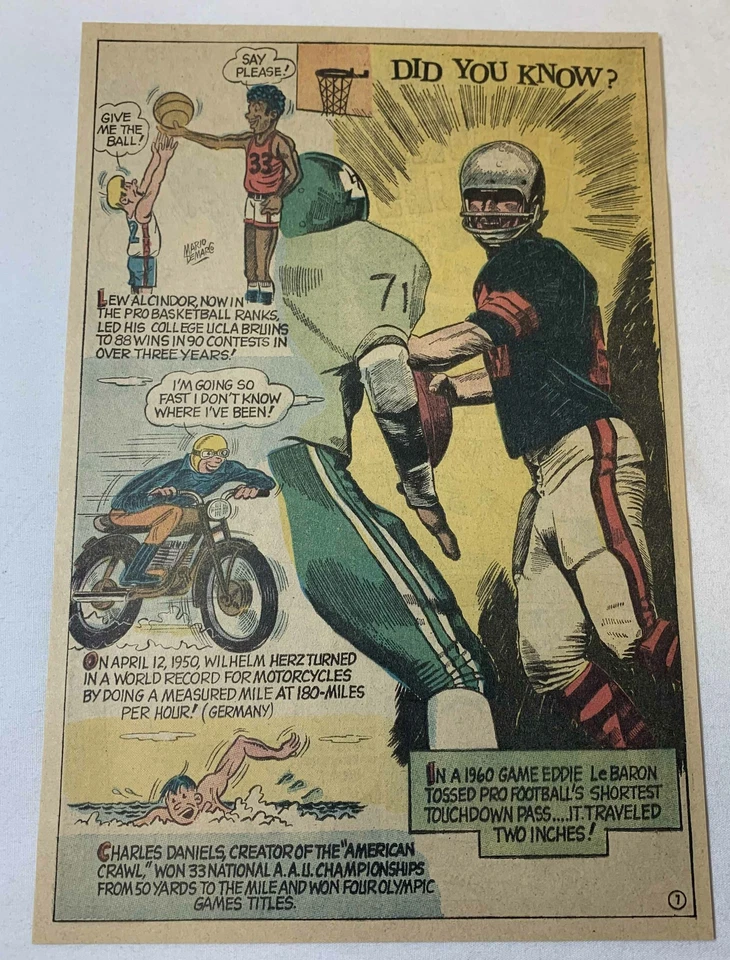 DID YOU KNOW?
SAY
PLEASE!
GIVE
ME THE
BALL!
33
2
MARIO
DEMARCO
71
LEW ALCINDOR, NOW IN
THE PRO BASKETBALL RANKS,
LED HIS COLLEGE UCLA BRUINS
TO 88 WINS IN 90 CONTESTS IN
OVER THREE YEARS!
I'M GOING SO
FAST I DON'T KNOW
WHERE I'VE BEEN!
ON APRIL 12, 1950, WILHELM HERZ TURNED
IN A WORLD RECORD FOR MOTORCYCLES
BY DOING A MEASURED MILE AT 180-MILES
PER HOUR! (GERMANY)
IN A 1960 GAME EDDIE LeBARON
TOSSED PRO FOOTBALL'S SHORTEST
TOUCHDOWN PASS....IT TRAVELED
TWO INCHES!
CHARLES DANIELS, CREATOR OF THE "AMERICAN
CRAWL," WON 33 NATIONAL A.A.U. CHAMPIONSHIPS
FROM 50 YARDS TO THE MILE AND WON FOUR OLYMPIC
GAMES TITLES.
7